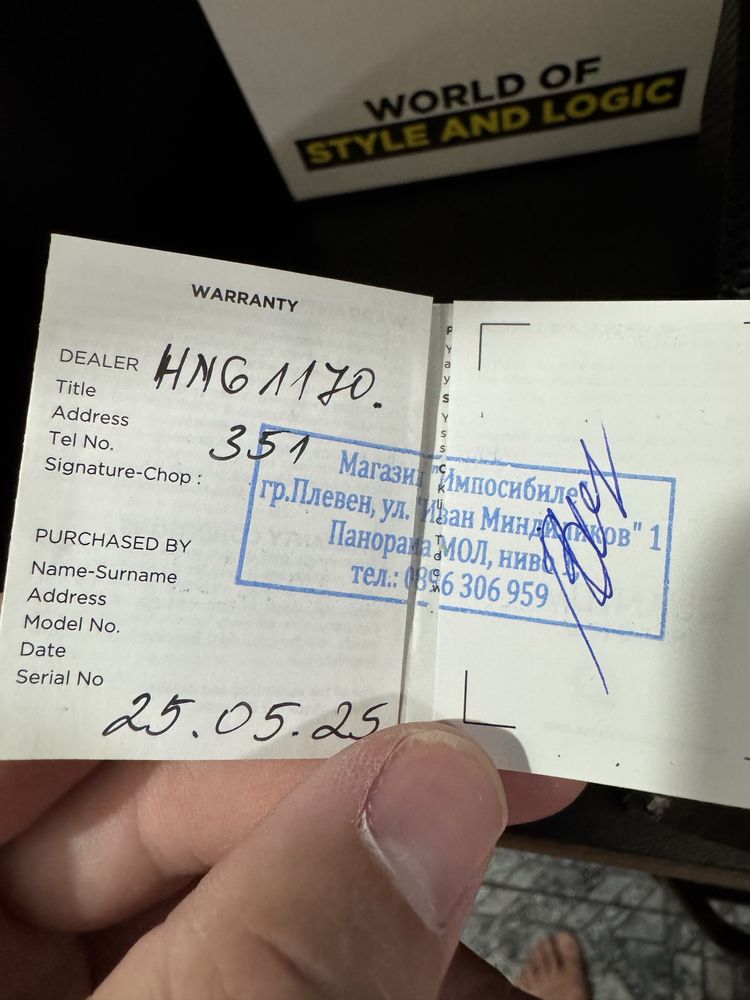 WORLD OF
STYLE AND LOGIC
WARRANTY
DEALER HNG1170.
Title
Address
Tel No. 351
Signature-Chop :
Магазин "Импосибиле
гр.Плевен, ул. "Иван Миндиликов" 1
Панорама МОЛ, ниво
тел.: 0896 306 959
PURCHASED BY
Name-Surname
Address
Model No.
Date
Serial No
25.05.25